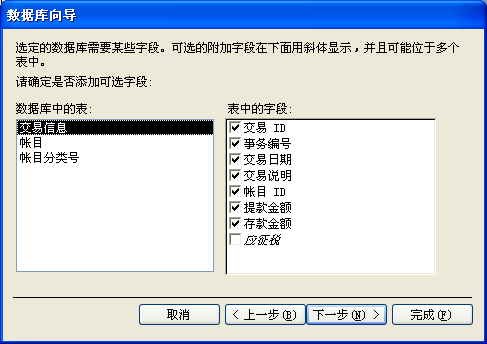 数据库向导
选定的数据库需要某些字段。可选的附加字段在下面用斜体显示，并且可能位于多个
表中。
请确定是否添加可选字段:
数据库中的表:
表中的字段:
交易信息
帐目
帐目分类号
交易 ID
事务编号
交易日期
交易说明
帐目 ID
提款金额
存款金额
应征税
取消
< 上一步(B)
下一步(N) >
完成(F)